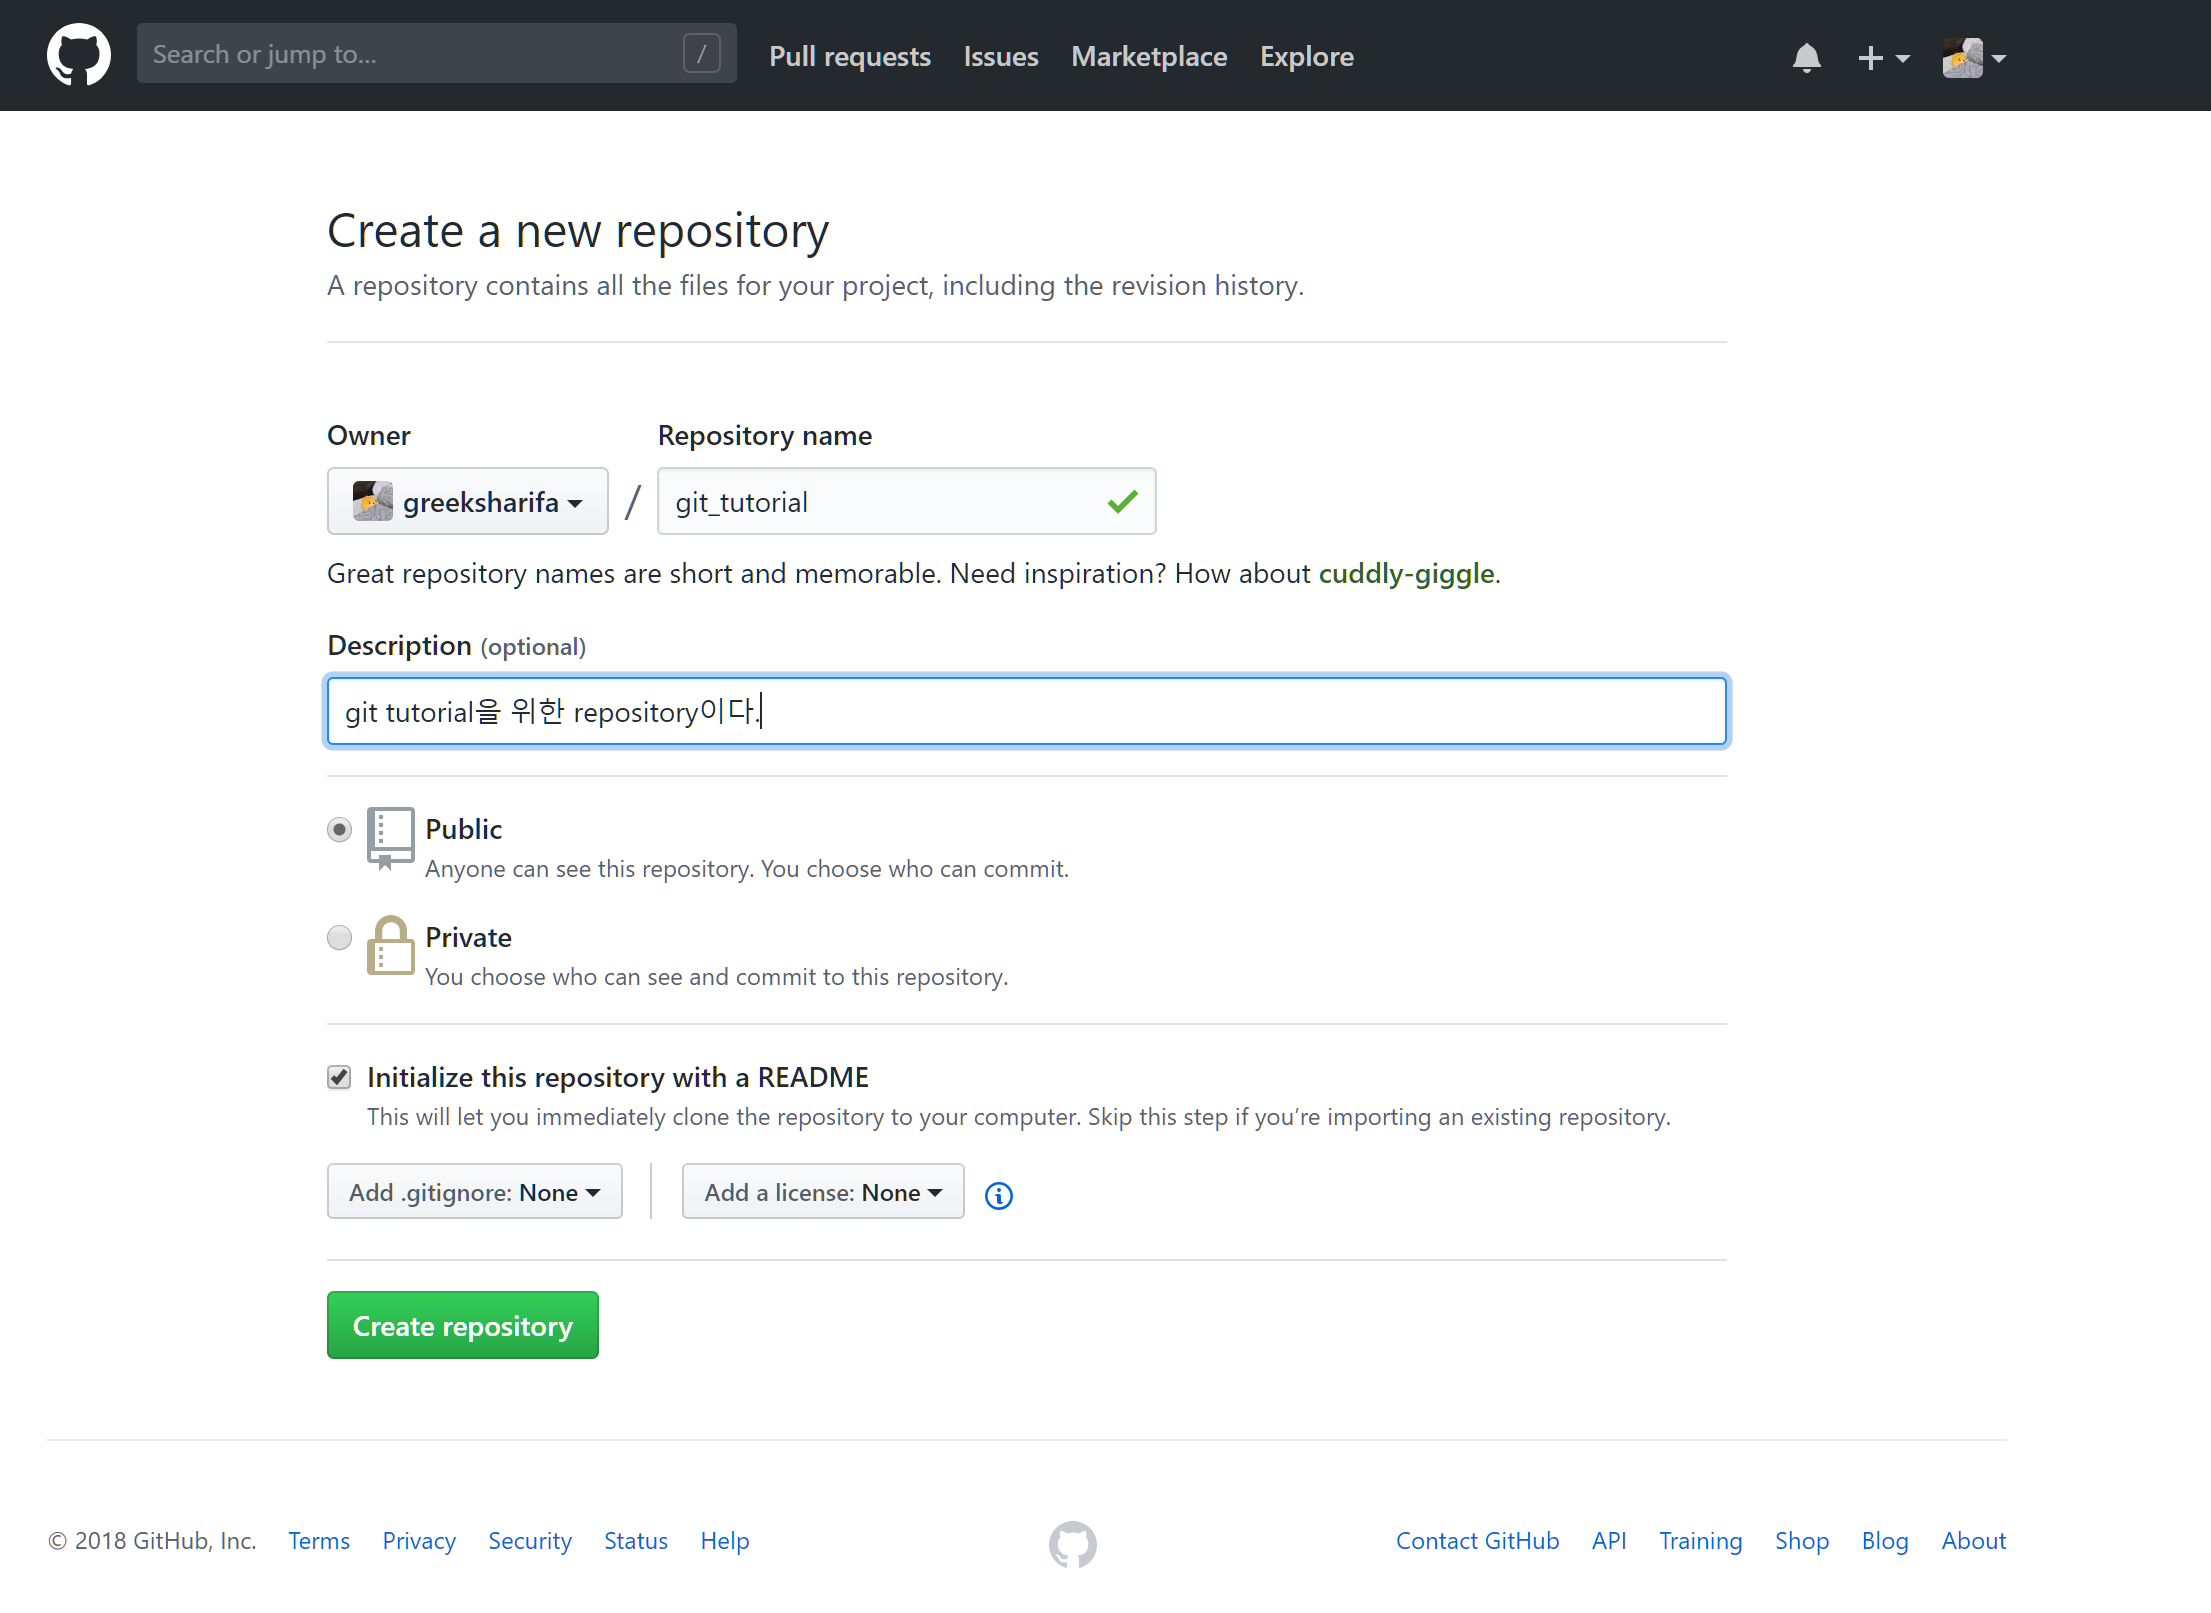 Search or jump to... /
Pull requests Issues Marketplace Explore
Create a new repository
A repository contains all the files for your project, including the revision history.
Owner Repository name
greeksharifa / git_tutorial
Great repository names are short and memorable. Need inspiration? How about cuddly-giggle.
Description (optional)
git tutorial을 위한 repository이다.
Public
Anyone can see this repository. You choose who can commit.
Private
You choose who can see and commit to this repository.
Initialize this repository with a README
This will let you immediately clone the repository to your computer. Skip this step if you’re importing an existing repository.
Add .gitignore: None Add a license: None
Create repository
© 2018 GitHub, Inc. Terms Privacy Security Status Help Contact GitHub API Training Shop Blog About